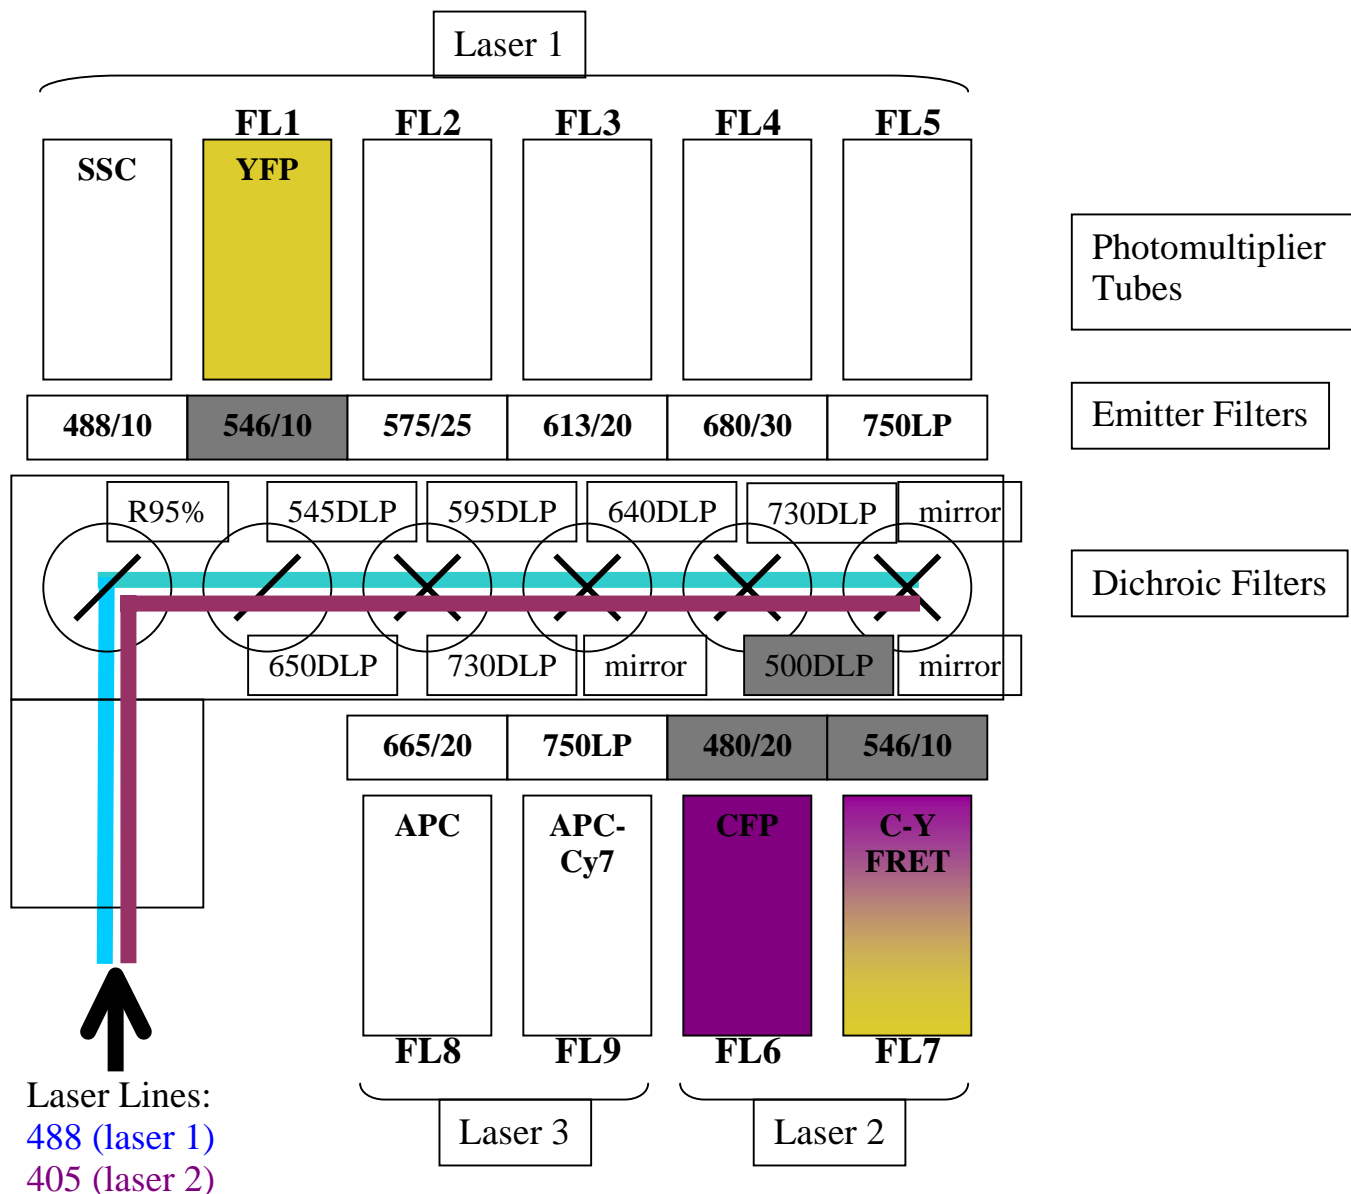 Laser 1
FL1 FL2 FL3 FL4 FL5
SSC YFP
Photomultiplier
Tubes
488/10 546/10 575/25 613/20 680/30 750LP
Emitter Filters
R95% 545DLP 595DLP 640DLP 730DLP mirror
Dichroic Filters
650DLP 730DLP mirror 500DLP mirror
665/20 750LP 480/20 546/10
APC APC- CFP C-Y
Cy7 FRET
FL8 FL9 FL6 FL7
Laser Lines:
Laser 3 Laser 2
488 (laser 1)
405 (laser 2)